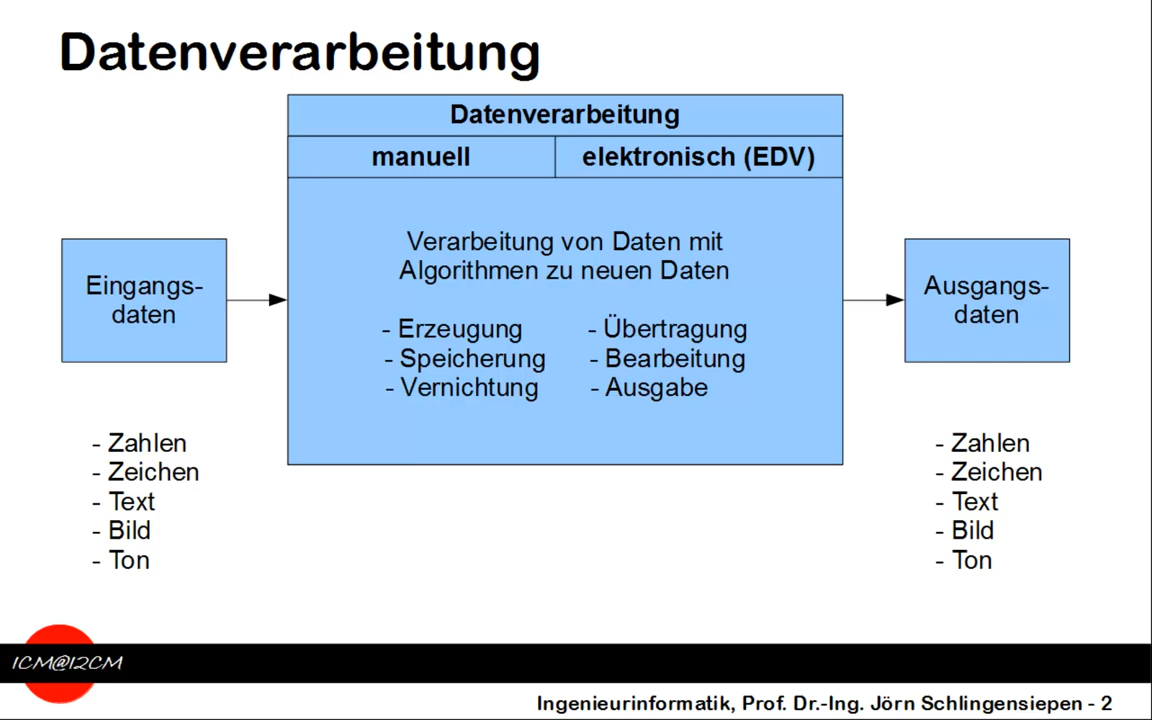 Datenverarbeitung
Datenverarbeitung
manuell
elektronisch (EDV)
Verarbeitung von Daten mit
Algorithmen zu neuen Daten
- Erzeugung
- Speicherung
- Vernichtung
- Übertragung
- Bearbeitung
- Ausgabe
Eingangs-
daten
- Zahlen
- Zeichen
- Text
- Bild
- Ton
Ausgangs-
daten
- Zahlen
- Zeichen
- Text
- Bild
- Ton
ICM@I2CM
Ingenieurinformatik, Prof. Dr.-Ing. Jörn Schlingensiepen - 2